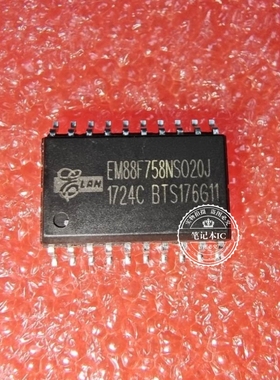 EM88F758NSO20J
ELAN
1724C BTS176G11
笔记本IC